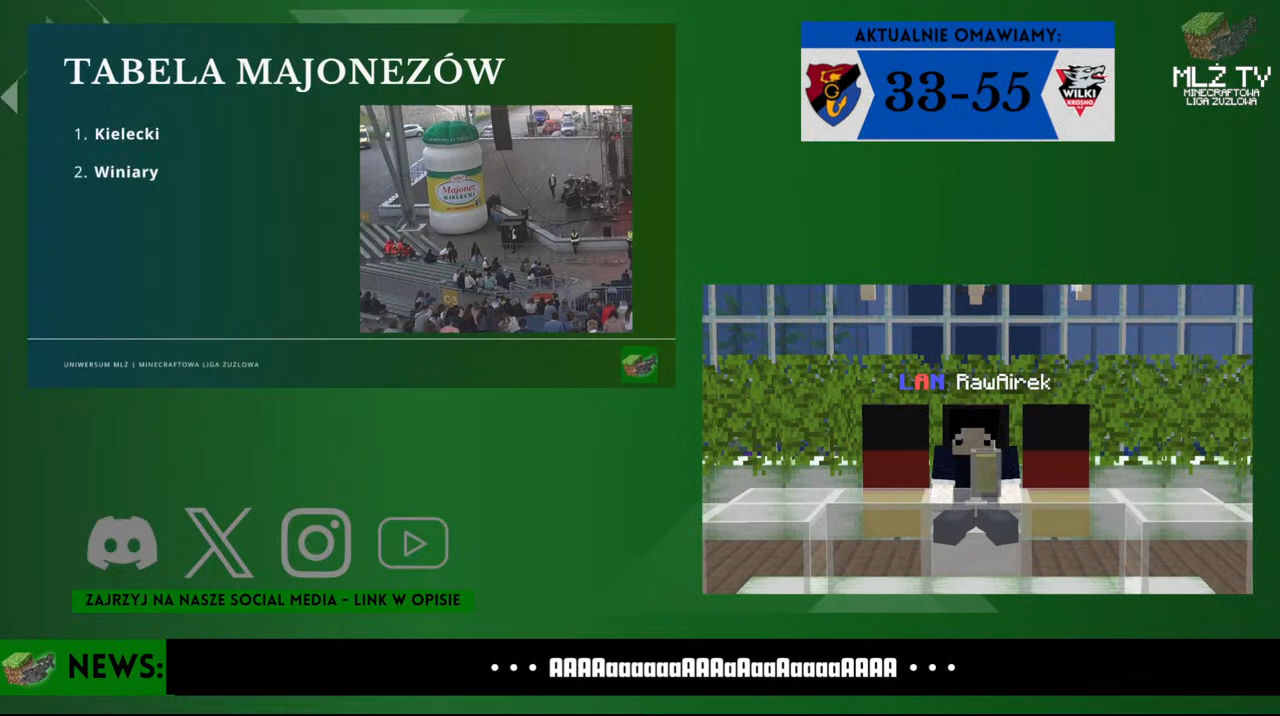 TABELA MAJONEZÓW
1. Kielecki
2. Winiary
Majonez
KIELECKI
UNIWERSUM MLŻ | MINECRAFTOWA LIGA ŻUŻLOWA
AKTUALNIE OMAWIAMY:
G
33-55
WILKI
KROSNO
MLŻ TV
MINECRAFTOWA
LIGA ŻUŻLOWA
LAN RawAirek
ZAJRZYJ NA NASZE SOCIAL MEDIA - LINK W OPISIE
NEWS:
• • • AAAAaaaaaaAAAaAaaAaaaaAAAA • • •